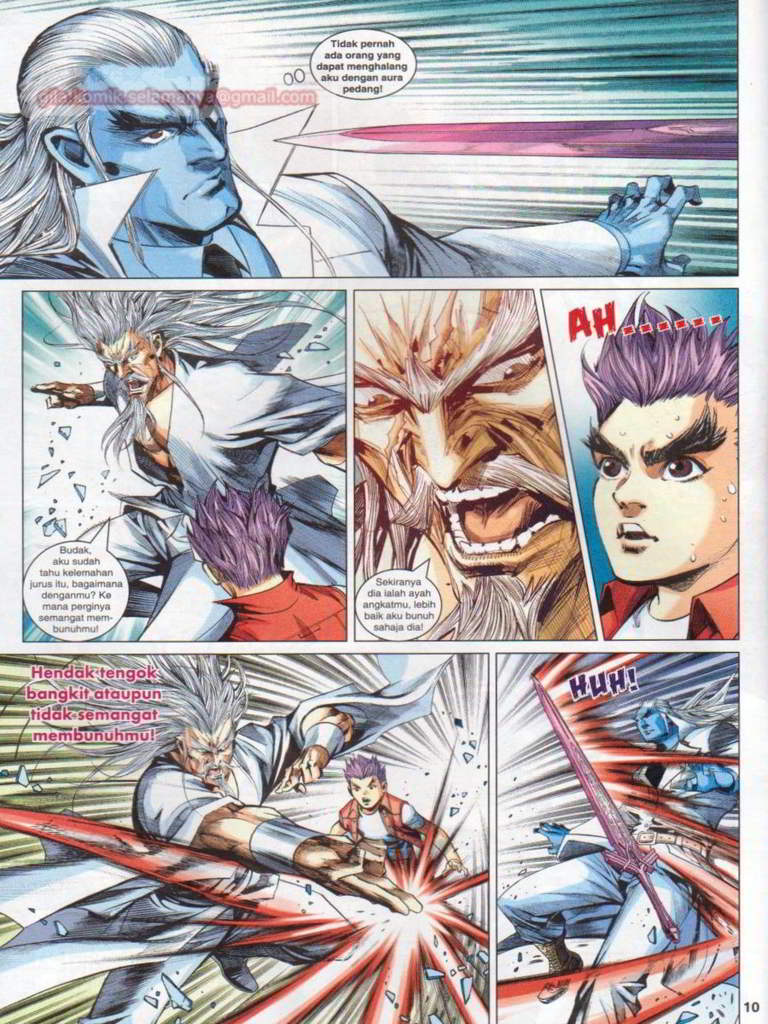 Tidak pernah
ada orang yang
dapat menghalang
aku dengan aura
pedang!
gila.komik-selamanya@gmail.com
AH.......
Budak,
aku sudah
tahu kelemahan
jurus itu, bagaimana
denganmu? Ke
mana perginya
semangat mem-
bunuhmu!
Sekiranya
dia ialah ayah
angkatmu, lebih
baik aku bunuh
sahaja dia!
Hendak tengok
bangkit ataupun
tidak semangat
membunuhmu!
HUH!
10